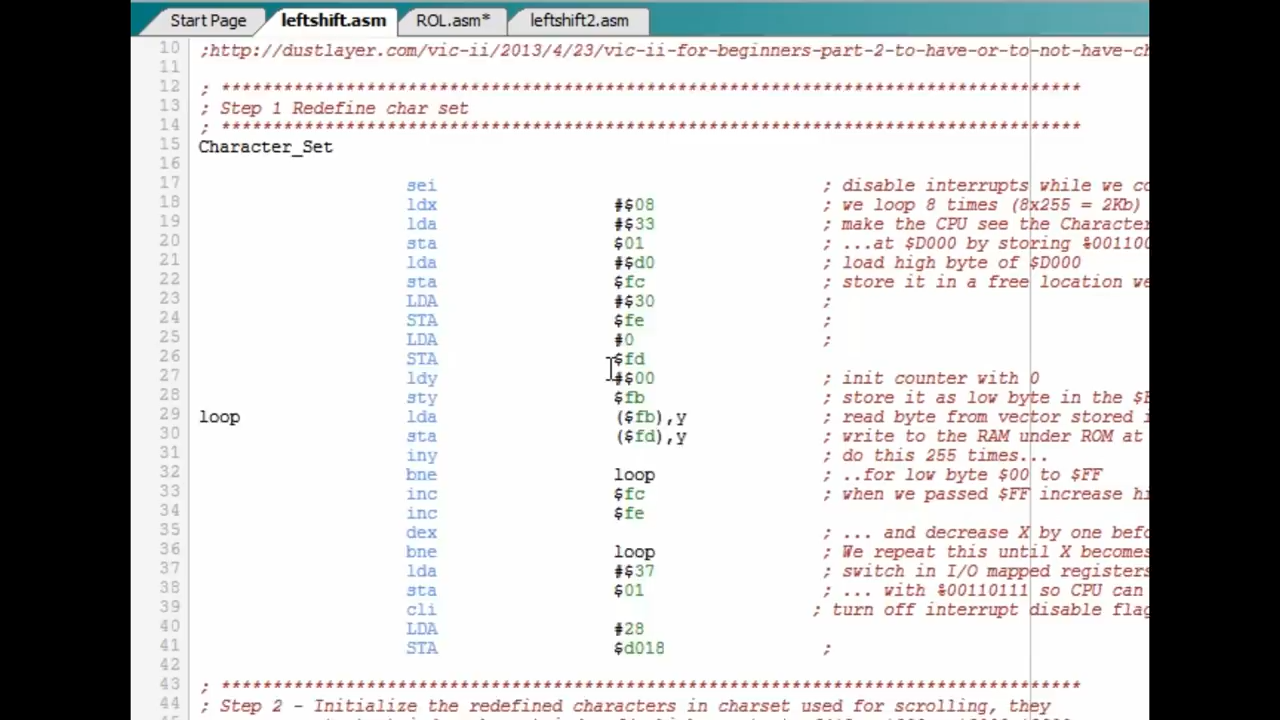 Start Page leftshift.asm ROL.asm* leftshift2.asm
10 ;http://dustlayer.com/vic-ii/2013/4/23/vic-ii-for-beginners-part-2-to-have-or-to-not-have-ch
11
12 ; ***********************************************************************************
13 ; Step 1 Redefine char set
14 ; ***********************************************************************************
15 Character_Set
16
17 sei ; disable interrupts while we co
18 ldx #$08 ; we loop 8 times (8x255 = 2Kb)
19 lda #$33 ; make the CPU see the Character
20 sta $01 ; ...at $D000 by storing %001100
21 lda #$d0 ; load high byte of $D000
22 sta $fc ; store it in a free location we
23 LDA #$30 ;
24 STA $fe ;
25 LDA #0 ;
26 STA $fd
27 ldy #$00 ; init counter with 0
28 sty $fb ; store it as low byte in the $F
29 loop lda ($fb),y ; read byte from vector stored i
30 sta ($fd),y ; write to the RAM under ROM at
31 iny ; do this 255 times...
32 bne loop ; ..for low byte $00 to $FF
33 inc $fc ; when we passed $FF increase hi
34 inc $fe
35 dex ; ... and decrease X by one befo
36 bne loop ; We repeat this until X becomes
37 lda #$37 ; switch in I/O mapped registers
38 sta $01 ; ... with %00110111 so CPU can
39 cli ; turn off interrupt disable flag
40 LDA #28
41 STA $d018 ;
42
43 ; ***********************************************************************************
44 ; Step 2 - Initialize the redefined characters in charset used for scrolling, they